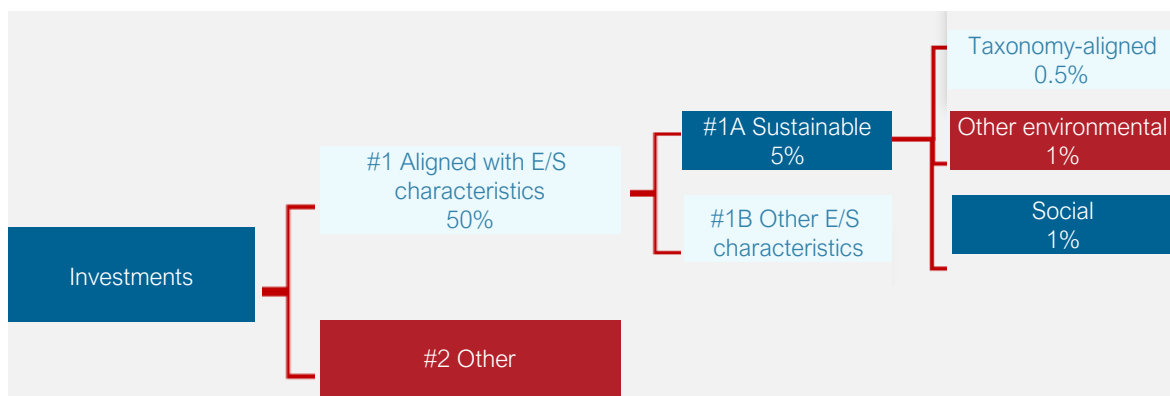 Investments
#1 Aligned with E/S
characteristics
50%
#2 Other
#1A Sustainable
5%
#1B Other E/S
characteristics
Taxonomy-aligned
0.5%
Other environmental
1%
Social
1%